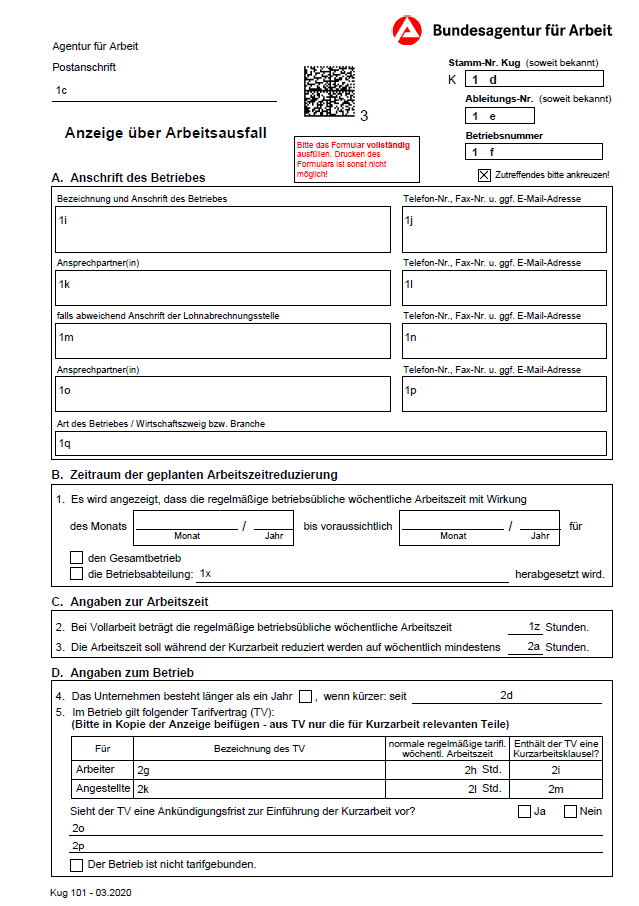 Bundesagentur für Arbeit
Agentur für Arbeit
Postanschrift
1c
Stamm-Nr. Kug (soweit bekannt)
K 1 d
Ableitungs-Nr. (soweit bekannt)
1 e
Betriebsnummer
1 f
3
Anzeige über Arbeitsausfall
Bitte das Formular vollständig
ausfüllen. Drucken des
Formulars ist sonst nicht
möglich!
Zutreffendes bitte ankreuzen!
A. Anschrift des Betriebes
Bezeichnung und Anschrift des Betriebes Telefon-Nr., Fax-Nr. u. ggf. E-Mail-Adresse
1i 1j
Ansprechpartner(in) Telefon-Nr., Fax-Nr. u. ggf. E-Mail-Adresse
1k 1l
falls abweichend Anschrift der Lohnabrechnungsstelle Telefon-Nr., Fax-Nr. u. ggf. E-Mail-Adresse
1m 1n
Ansprechpartner(in) Telefon-Nr., Fax-Nr. u. ggf. E-Mail-Adresse
1o 1p
Art des Betriebes / Wirtschaftszweig bzw. Branche
1q
B. Zeitraum der geplanten Arbeitszeitreduzierung
1. Es wird angezeigt, dass die regelmäßige betriebsübliche wöchentliche Arbeitszeit mit Wirkung
des Monats / bis voraussichtlich / für
Monat Jahr Monat Jahr
den Gesamtbetrieb
die Betriebsabteilung: 1x herabgesetzt wird.
C. Angaben zur Arbeitszeit
2. Bei Vollarbeit beträgt die regelmäßige betriebsübliche wöchentliche Arbeitszeit 1z Stunden.
3. Die Arbeitszeit soll während der Kurzarbeit reduziert werden auf wöchentlich mindestens 2a Stunden.
D. Angaben zum Betrieb
4. Das Unternehmen besteht länger als ein Jahr , wenn kürzer: seit 2d
5. Im Betrieb gilt folgender Tarifvertrag (TV):
(Bitte in Kopie der Anzeige beifügen - aus TV nur die für Kurzarbeit relevanten Teile)
Für Bezeichnung des TV normale regelmäßige tarifl. Enthält der TV eine
wöchentl. Arbeitszeit Kurzarbeitsklausel?
Arbeiter 2g 2h Std. 2i
Angestellte 2k 2l Std. 2m
Sieht der TV eine Ankündigungsfrist zur Einführung der Kurzarbeit vor? Ja Nein
2o
2p
Der Betrieb ist nicht tarifgebunden.
Kug 101 - 03.2020